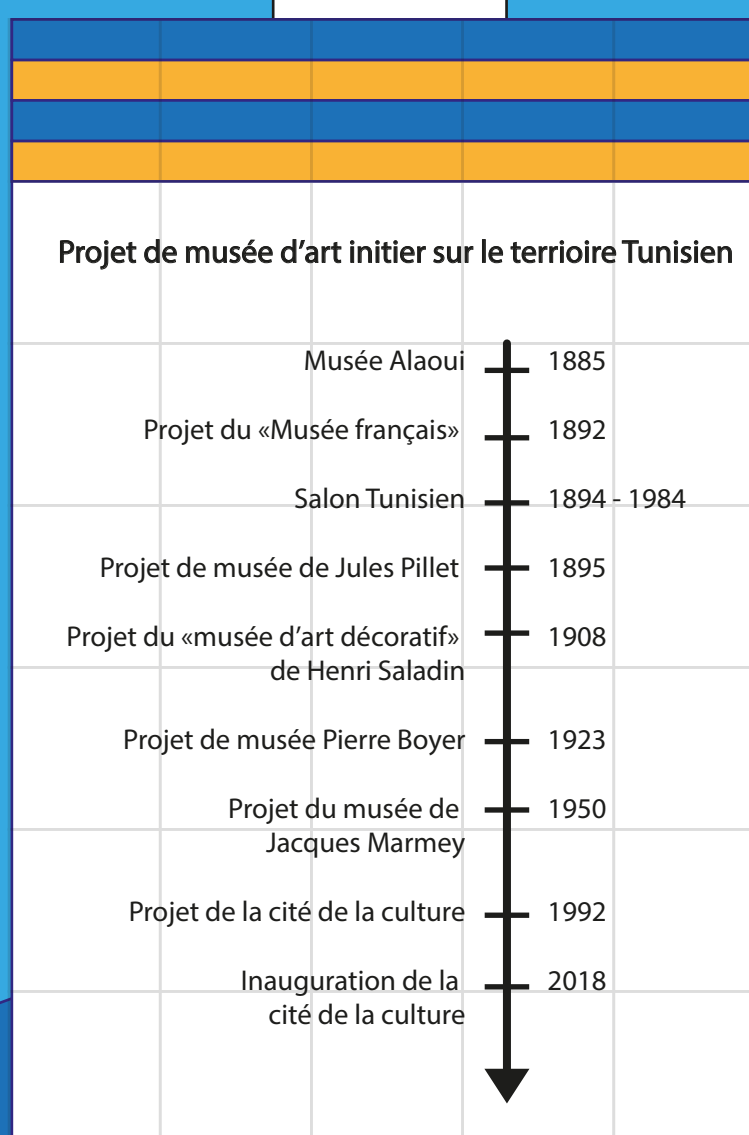 Projet de musée d'art initier sur le terrioire Tunisien
Musée Alaoui 1885
Projet du «Musée français» 1892
Salon Tunisien 1894 - 1984
Projet de musée de Jules Pillet 1895
Projet du «musée d'art décoratif» 1908
de Henri Saladin
Projet de musée Pierre Boyer 1923
Projet du musée de 1950
Jacques Marmey
Projet de la cité de la culture 1992
Inauguration de la 2018
cité de la culture